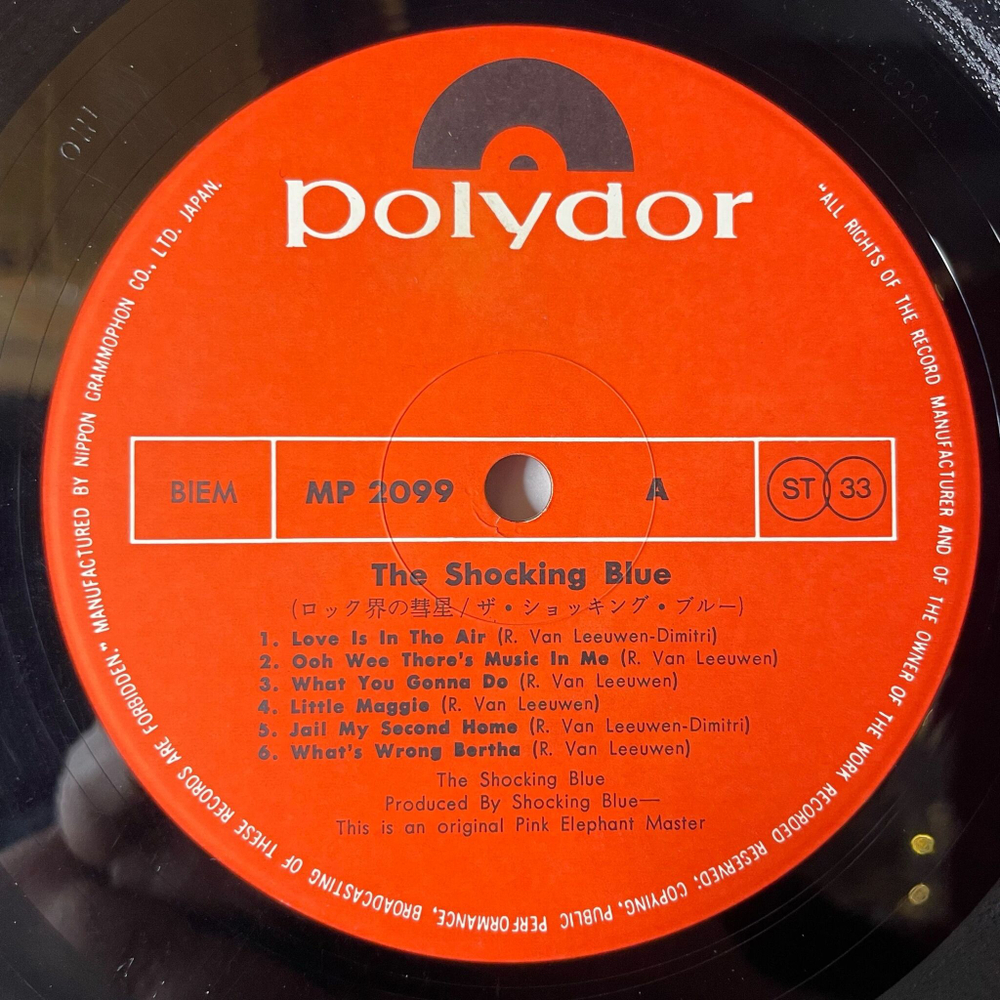 polydor
"ALL RIGHTS OF THE RECORD MANUFACTURER AND OF THE OWNER OF THE WORK RECORDED RESERVED; COPYING, PUBLIC PERFORMANCE, BROADCASTING OF THESE RECORDS ARE FORBIDDEN." MANUFACTURED BY NIPPON GRAMMOPHON CO., LTD. JAPAN.
BIEM MP 2099 A ST 33
The Shocking Blue
(ロック界の彗星/ザ・ショッキング・ブルー)
1. Love Is In The Air (R. Van Leeuwen-Dimitri)
2. Ooh Wee There's Music In Me (R. Van Leeuwen)
3. What You Gonna Do (R. Van Leeuwen)
4. Little Maggie (R. Van Leeuwen)
5. Jail My Second Home (R. Van Leeuwen-Dimitri)
6. What's Wrong Bertha (R. Van Leeuwen)
The Shocking Blue
Produced By Shocking Blue—
This is an original Pink Elephant Master